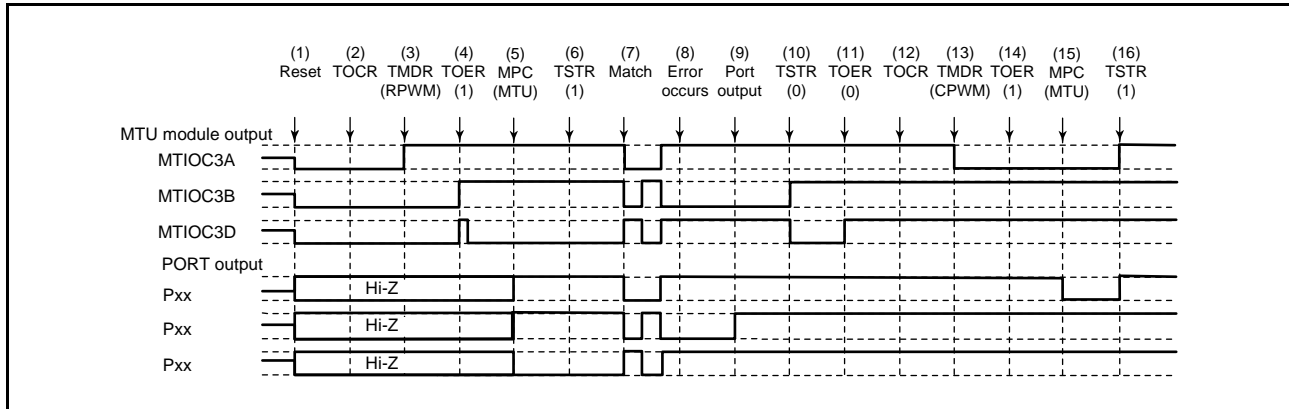 (1) (2) (3) (4) (5) (6) (7) (8) (9) (10) (11) (12) (13) (14) (15) (16)
Reset TOCR TMDR TOER MPC TSTR Match Error Port TSTR TOER TOCR TMDR TOER MPC TSTR
(RPWM) (1) (MTU) (1) occurs output (0) (0) (CPWM) (1) (MTU) (1)
MTU module output
MTIOC3A
MTIOC3B
MTIOC3D
PORT output
Pxx Hi-Z
Pxx Hi-Z
Pxx Hi-Z